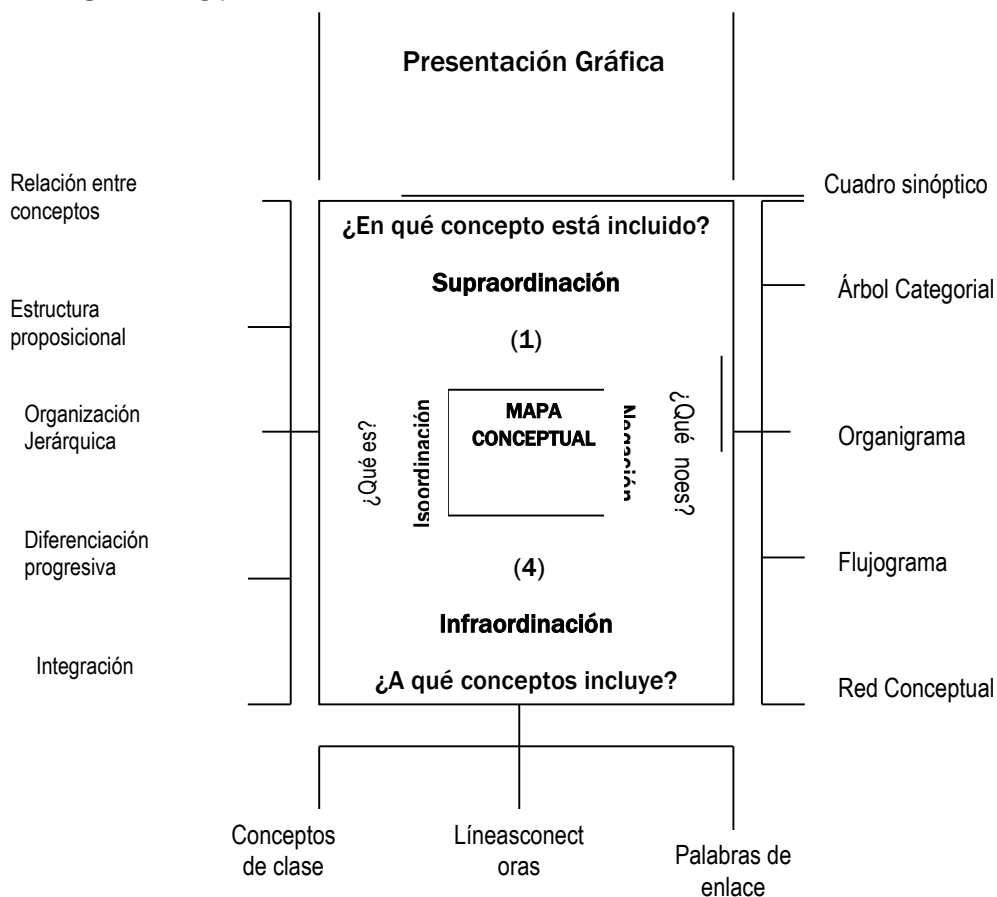 Presentación Gráfica
Relación entre
conceptos
Cuadro sinóptico
¿En qué concepto está incluido?
Supraordinación
Árbol Categorial
Estructura
proposicional
(1)
Organización
Jerárquica
¿Qué es?
Isoordinación
MAPA
CONCEPTUAL
Negación
¿Qué noes?
Organigrama
Diferenciación
progresiva
(4)
Flujograma
Infraordinación
Integración
¿A qué conceptos incluye?
Red Conceptual
Conceptos
de clase
Líneasconect
oras
Palabras de
enlace